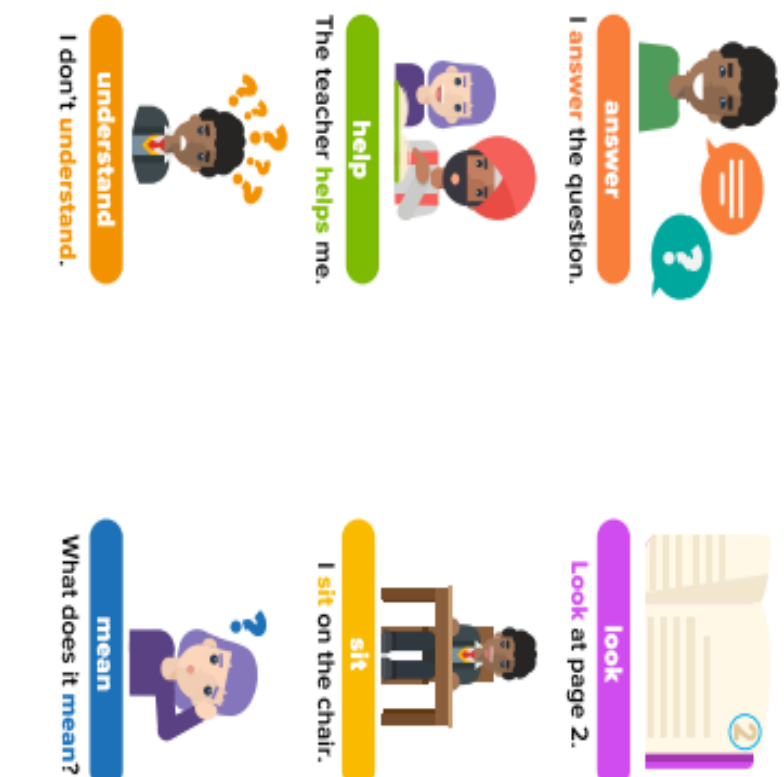 answer
I answer the question.
2
look
Look at page 2.
help
The teacher helps me.
sit
I sit on the chair.
understand
I don't understand.
mean
What does it mean?